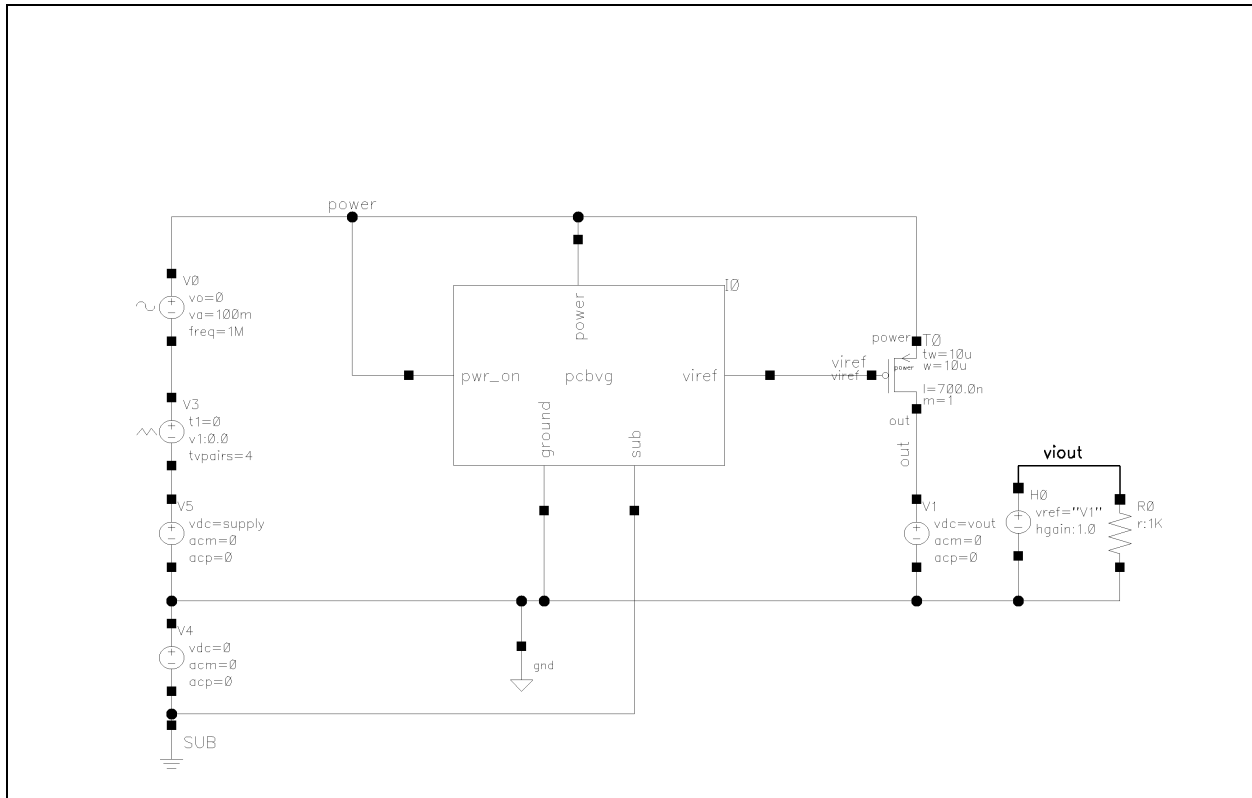 power
V0
vo=0
va=100m
freq=1M
V3
t1=0
v1:0.0
tvpairs=4
V5
vdc=supply
acm=0
acp=0
V4
vdc=0
acm=0
acp=0
SUB
I0
power
pwr_on
pcbvg
viref
ground
sub
gnd
viref
viref
power
T0
tw=10u
w=10u
power
l=700.0n
m=1
out
out
V1
vdc=vout
acm=0
acp=0
viout
H0
vref="V1"
hgain:1.0
R0
r:1K